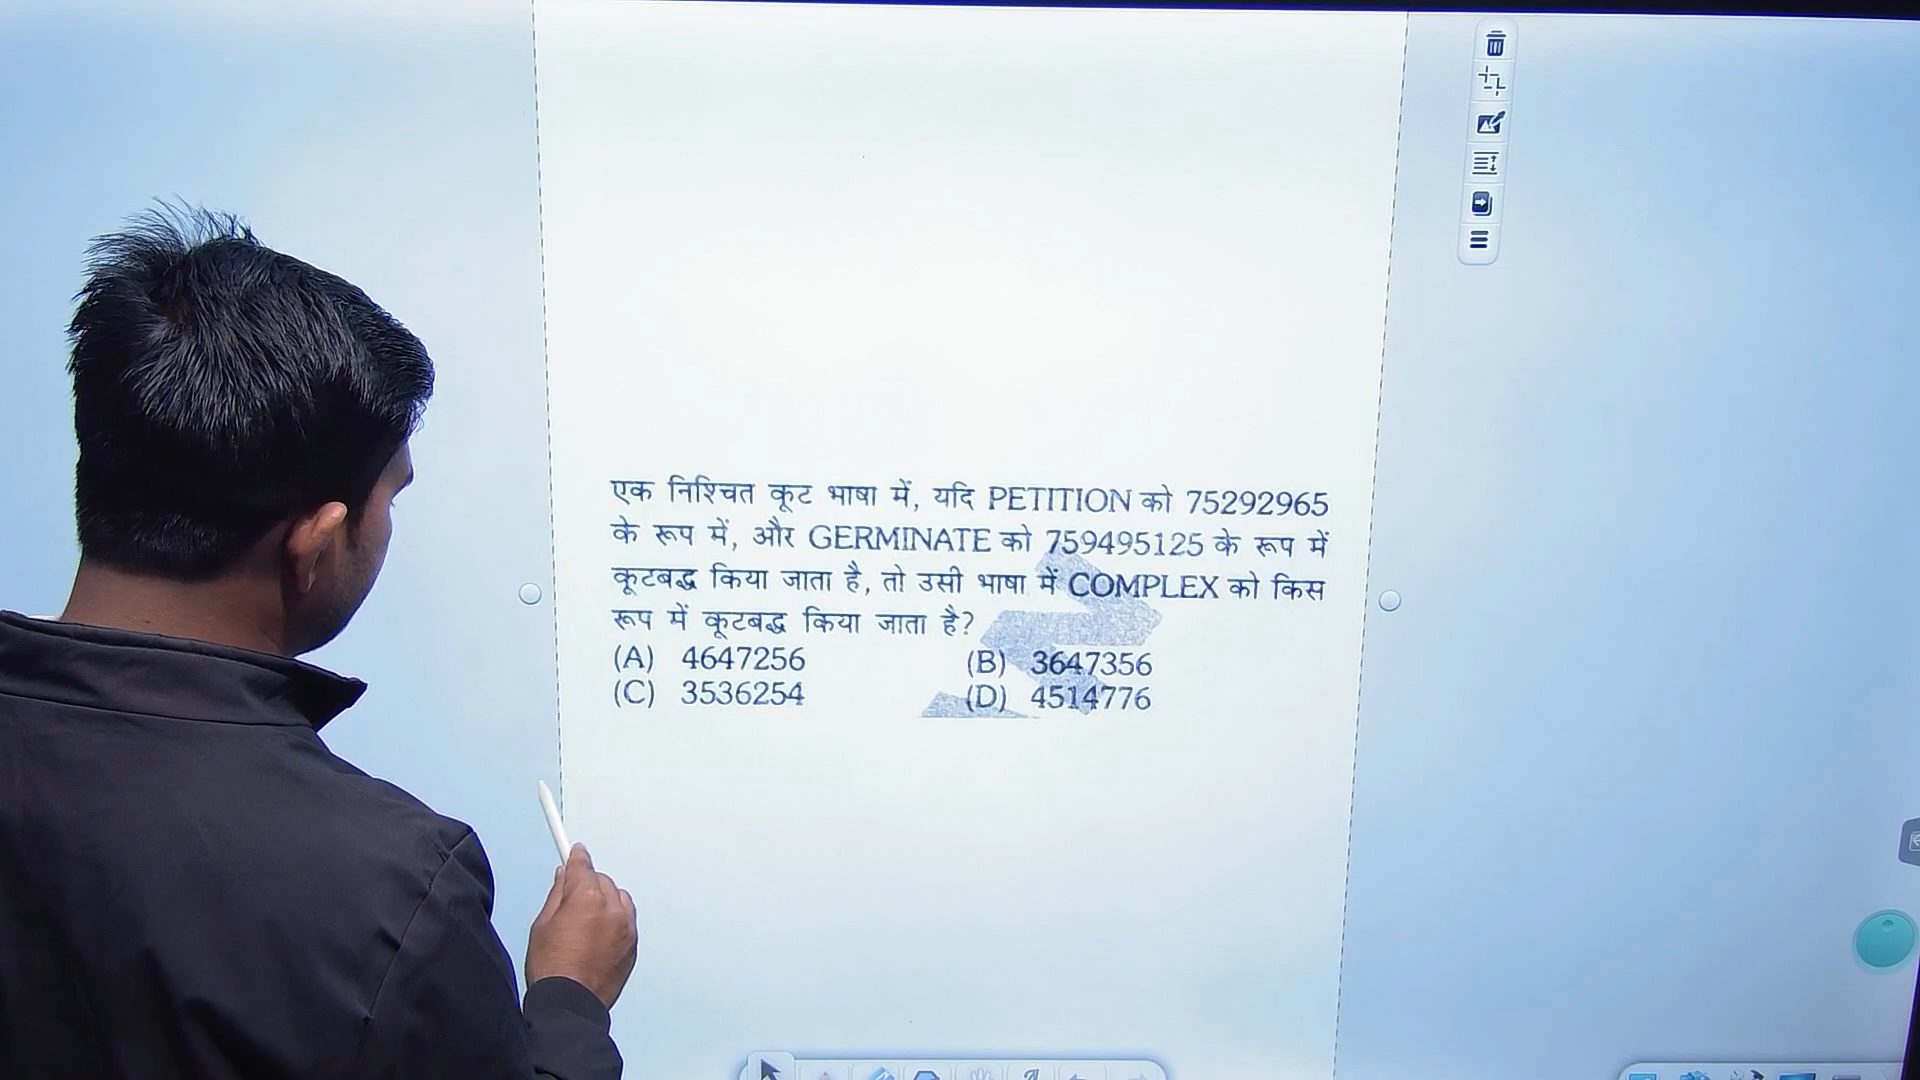 एक निश्चित कूट भाषा में, यदि PETITION को 75292965
के रूप में, और GERMINATE को 759495125 के रूप में
कूटबद्ध किया जाता है, तो उसी भाषा में COMPLEX को किस
रूप में कूटबद्ध किया जाता है?
(A) 4647256 (B) 3647356
(C) 3536254 (D) 4514776